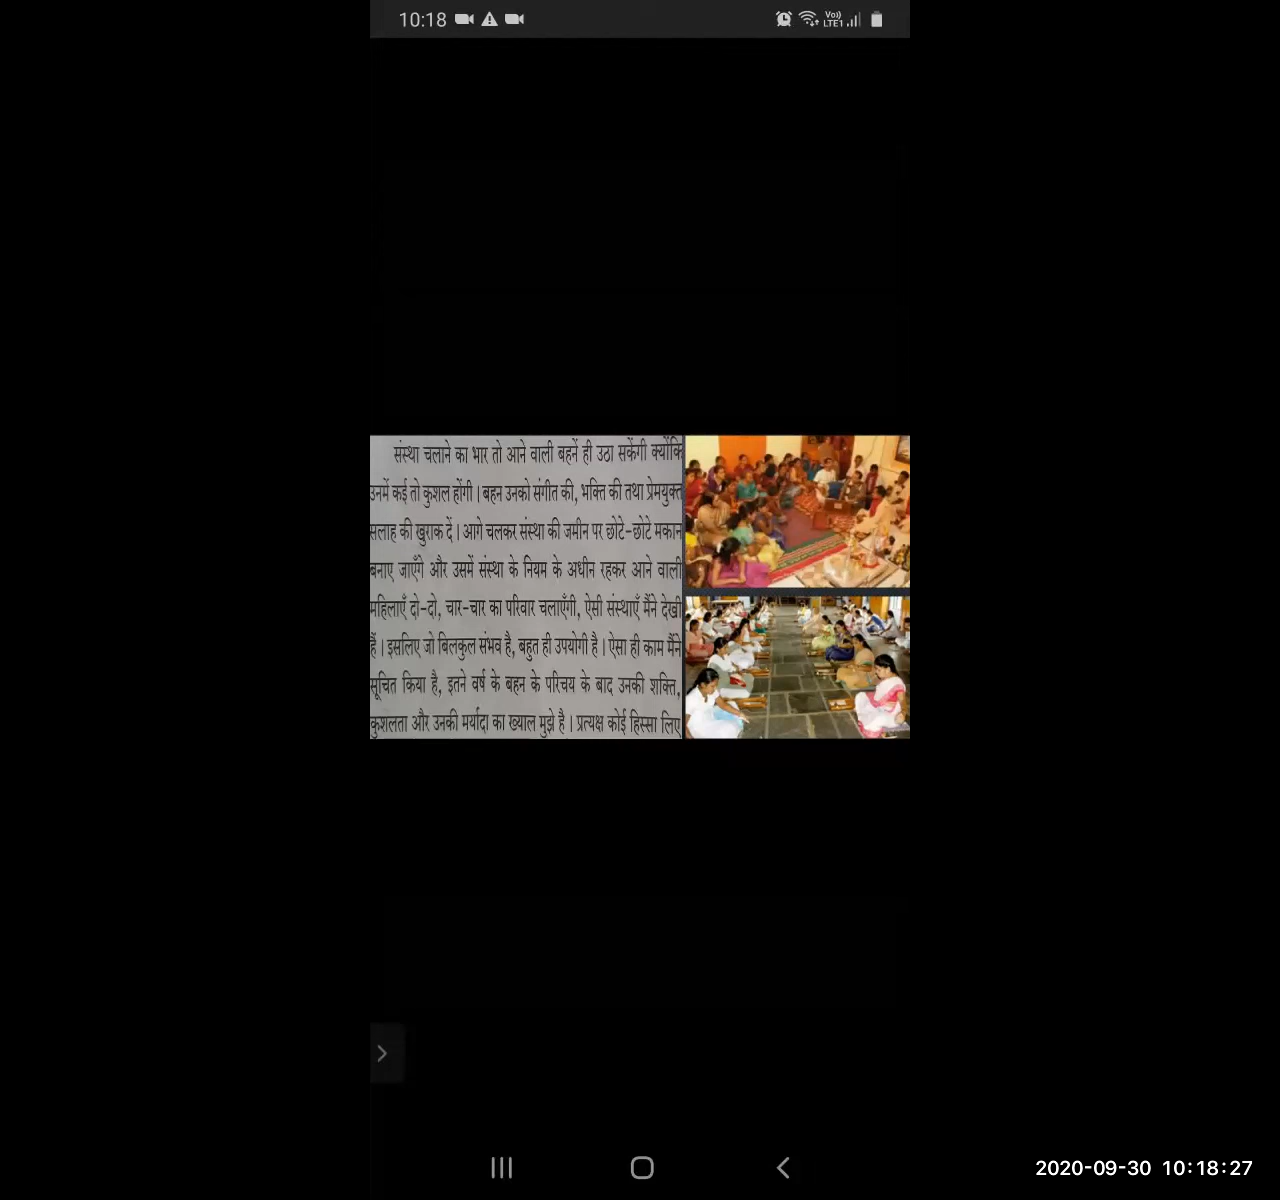 10:18
Vo))
LTE1
संस्था चलाने का भार तो आने वाली बहनें ही उठा सकेंगी क्योंकि
उनमें कई तो कुशल होंगी। बहन उनको संगीत की, भक्ति की तथा प्रेमयुक्त
सलाह की खुराक दें। आगे चलकर संस्था की जमीन पर छोटे-छोटे मकान
बनाए जाएँगे और उसमें संस्था के नियम के अधीन रहकर आने वाली
महिलाएँ दो-दो, चार-चार का परिवार चलाएँगी, ऐसी संस्थाएँ मैंने देखी
हैं। इसलिए जो बिलकुल संभव है, बहुत ही उपयोगी है। ऐसा ही काम मैंने
सूचित किया है, इतने वर्ष के बहन के परिचय के बाद उनकी शक्ति,
कुशलता और उनकी मर्यादा का ख्याल मुझे है। प्रत्यक्ष कोई हिस्सा लिए
2020-09-30 10:18:27